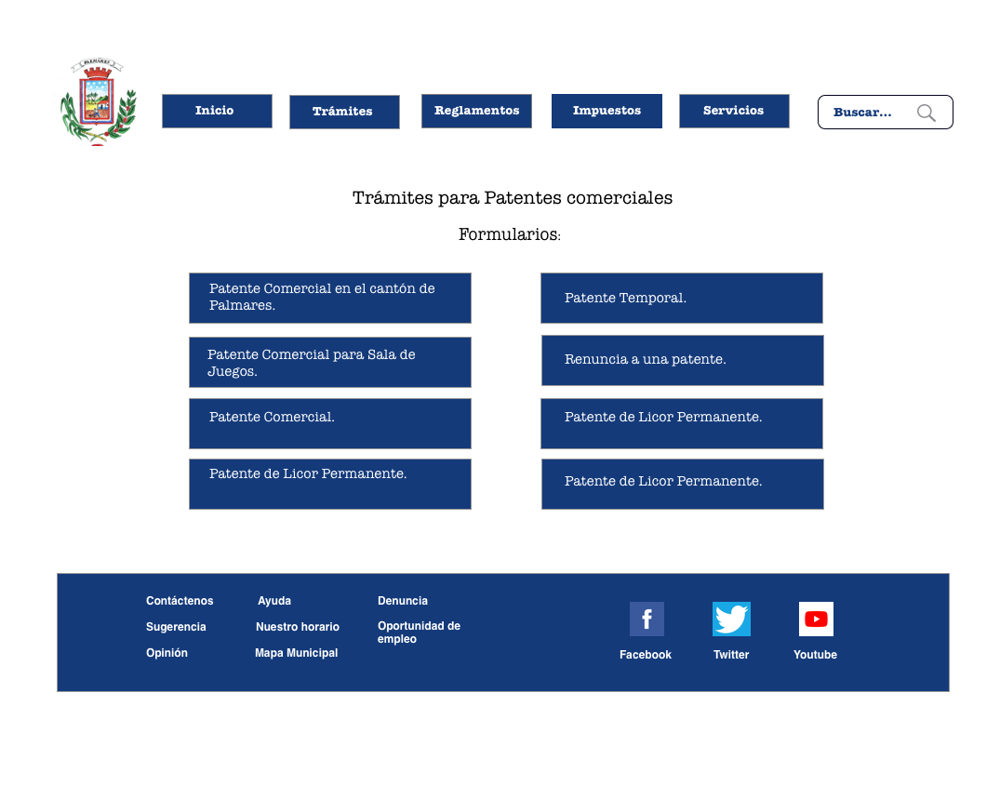 PALMARES
Inicio
Trámites
Reglamentos
Impuestos
Servicios
Buscar...
Trámites para Patentes comerciales
Formularios:
Patente Comercial en el cantón de
Palmares.
Patente Temporal.
Patente Comercial para Sala de
Juegos.
Renuncia a una patente.
Patente Comercial.
Patente de Licor Permanente.
Patente de Licor Permanente.
Patente de Licor Permanente.
Contáctenos
Ayuda
Denuncia
Sugerencia
Nuestro horario
Oportunidad de
empleo
Opinión
Mapa Municipal
Facebook
Twitter
Youtube